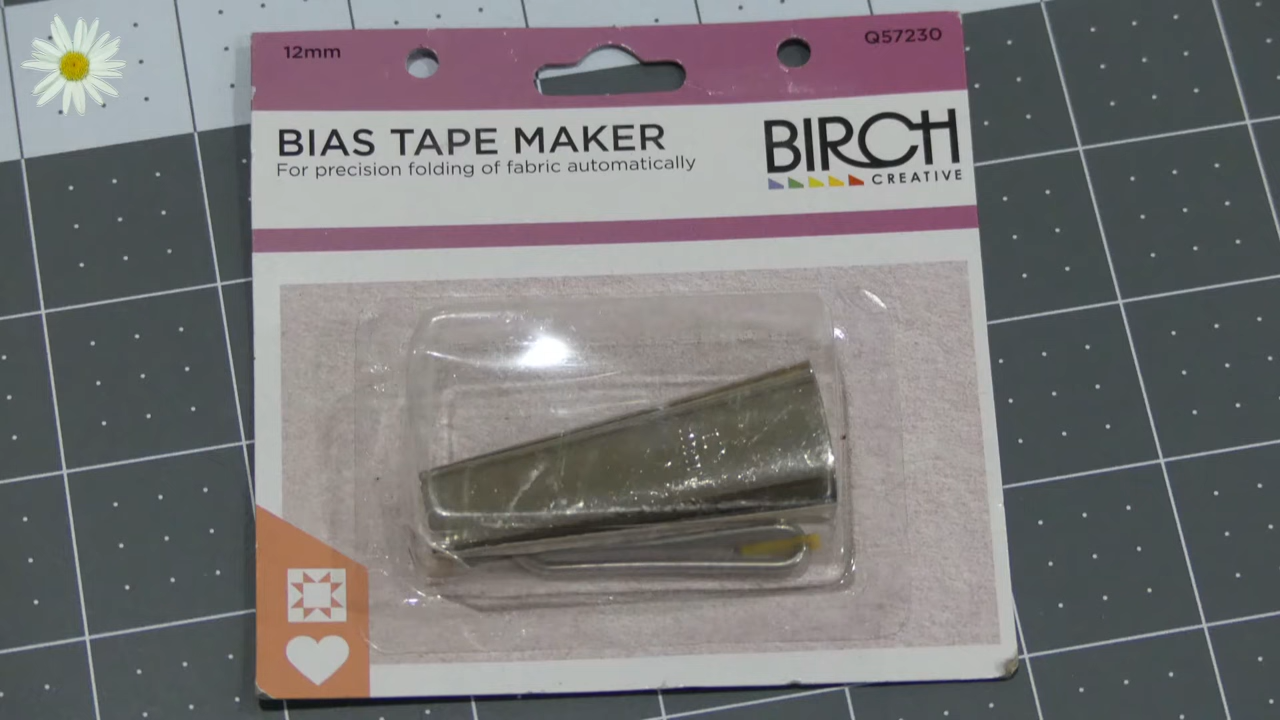 12mm
Q57230
BIAS TAPE MAKER
For precision folding of fabric automatically
BIRCH
CREATIVE